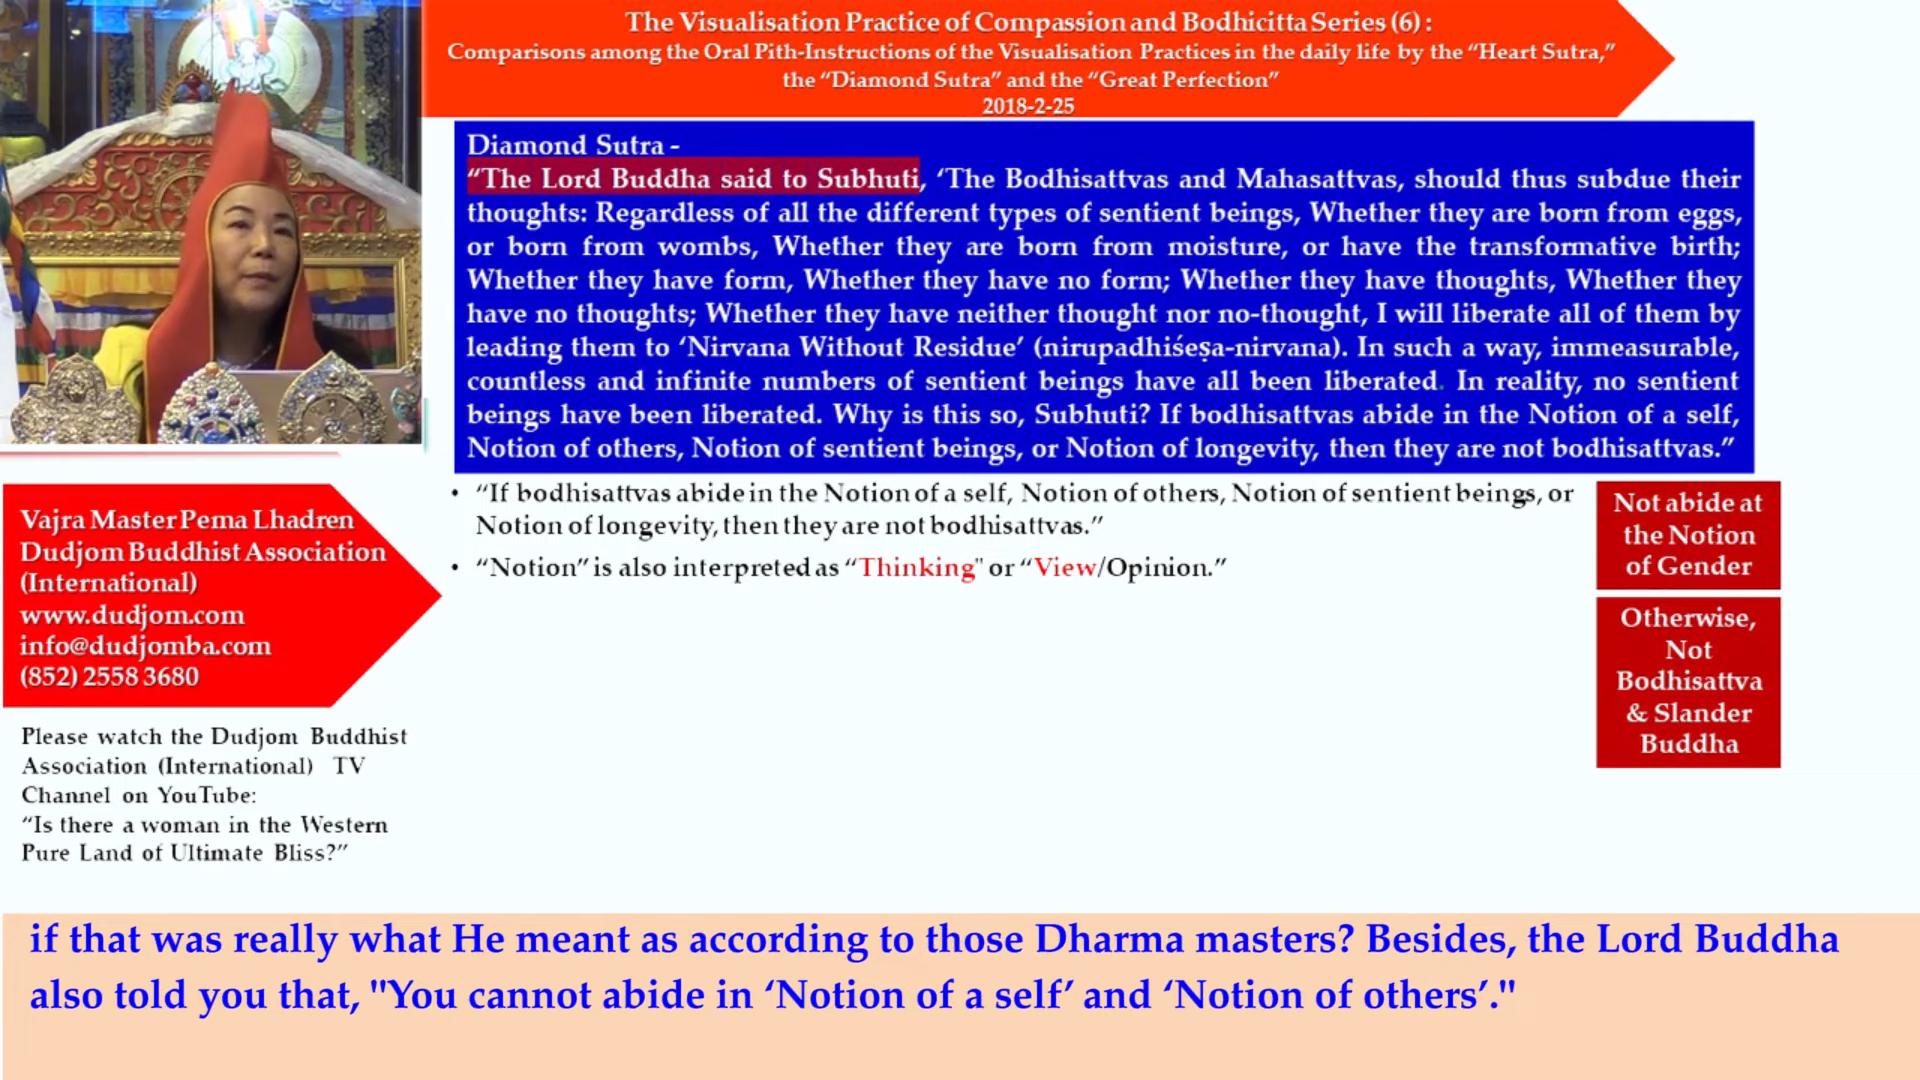 The Visualisation Practice of Compassion and Bodhicitta Series (6) :
Comparisons among the Oral Pith-Instructions of the Visualisation Practices in the daily life by the “Heart Sutra,”
the “Diamond Sutra” and the “Great Perfection”
2018-2-25
Diamond Sutra -
“The Lord Buddha said to Subhuti, ‘The Bodhisattvas and Mahasattvas, should thus subdue their
thoughts: Regardless of all the different types of sentient beings, Whether they are born from eggs,
or born from wombs, Whether they are born from moisture, or have the transformative birth;
Whether they have form, Whether they have no form; Whether they have thoughts, Whether they
have no thoughts; Whether they have neither thought nor no-thought, I will liberate all of them by
leading them to ‘Nirvana Without Residue’ (nirupadhiśeṣa-nirvana). In such a way, immeasurable,
countless and infinite numbers of sentient beings have all been liberated. In reality, no sentient
beings have been liberated. Why is this so, Subhuti? If bodhisattvas abide in the Notion of a self,
Notion of others, Notion of sentient beings, or Notion of longevity, then they are not bodhisattvas.”
• “If bodhisattvas abide in the Notion of a self, Notion of others, Notion of sentient beings, or
Notion of longevity, then they are not bodhisattvas.”
• “Notion” is also interpreted as “Thinking" or “View/Opinion.”
Not abide at
the Notion
of Gender
Otherwise,
Not
Bodhisattva
& Slander
Buddha
Vajra Master Pema Lhadren
Dudjom Buddhist Association
(International)
www.dudjom.com
info@dudjomba.com
(852) 2558 3680
Please watch the Dudjom Buddhist
Association (International) TV
Channel on YouTube:
“Is there a woman in the Western
Pure Land of Ultimate Bliss?”
if that was really what He meant as according to those Dharma masters? Besides, the Lord Buddha
also told you that, "You cannot abide in ‘Notion of a self’ and ‘Notion of others’."